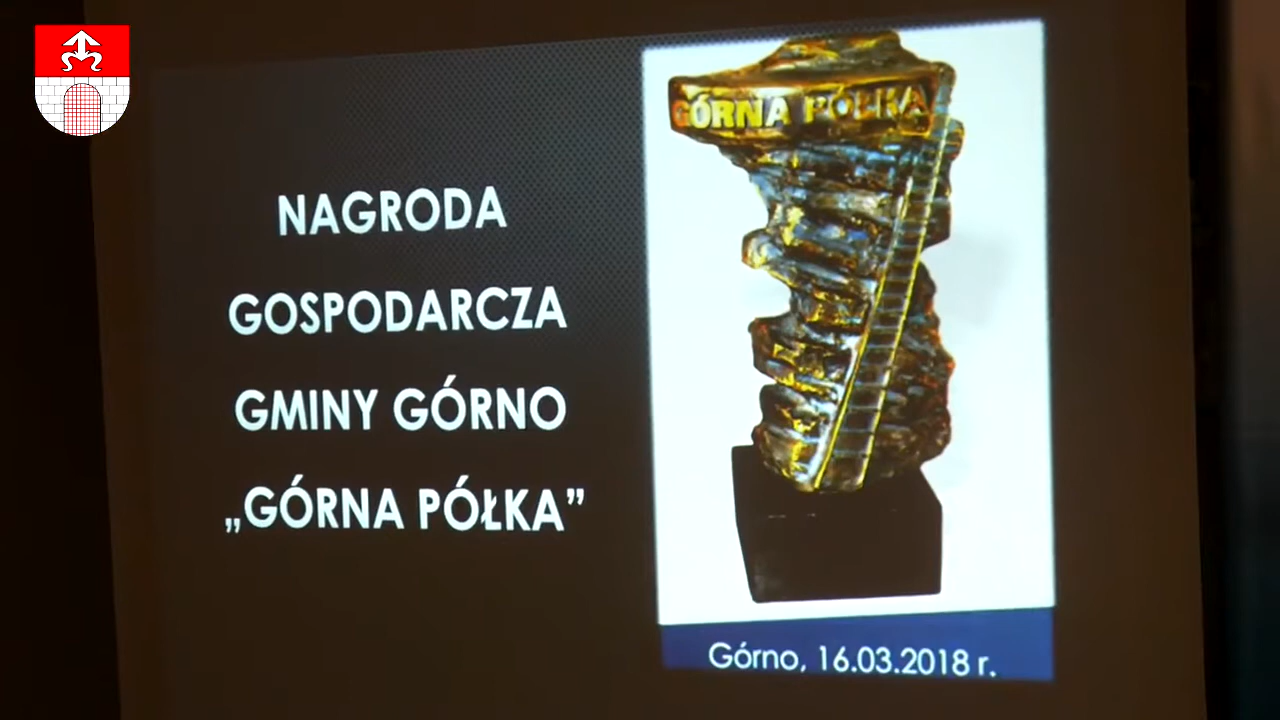 NAGRODA
GOSPODARCZA
GMINY GÓRNO
„GÓRNA PÓŁKA”
GÓRNA PÓŁKA
Górno, 16.03.2018 r.